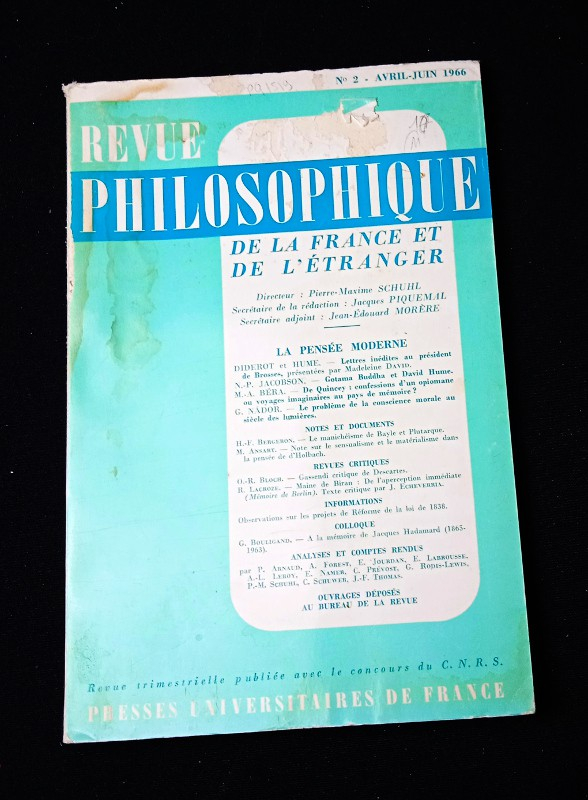 N° 2 - AVRIL-JUIN 1966
REVUE
PHILOSOPHIQUE
DE LA FRANCE ET
DE L'ÉTRANGER
Directeur : Pierre-Maxime SCHUHL
Secrétaire de la rédaction : Jacques PIQUEMAL
Secrétaire adjoint : Jean-Édouard MORÈRE
LA PENSÉE MODERNE
DIDEROT et HUME. — Lettres inédites au président
de Brosses, présentées par Madeleine DAVID.
N.-P. JACOBSON. — Gotama Buddha et David Hume.
M.-A. BÉRA. — De Quincey : confessions d'un opiomane
ou voyages imaginaires au pays de mémoire ?
G. NADOR. — Le problème de la conscience morale au
siècle des lumières.
NOTES ET DOCUMENTS
H.-F. BERGERON. — Le manichéisme de Bayle et Plutarque.
M. ANSART. — Note sur le sensualisme et le matérialisme dans
la pensée de d'Holbach.
REVUES CRITIQUES
O.-R. BLOCH. — Gassendi critique de Descartes.
R. LACROZE. — Maine de Biran : De l'aperception immédiate
(Mémoire de Berlin). Texte critique par J. ECHEVERRIA.
INFORMATIONS
Observations sur les projets de Réforme de la loi de 1838.
COLLOQUE
G. BOULIGAND. — A la mémoire de Jacques Hadamard (1865-
1963).
ANALYSES ET COMPTES RENDUS
par P. ARNAUD, A. FOREST, E. JOURDAN, E. LABROUSSE,
A.-L. LEROY, E. NAMER, C. PRÉVOST, G. RODIS-LEWIS,
P.-M. SCHUHL, C. SCHUWER, J.-F. THOMAS.
OUVRAGES DÉPOSÉS
AU BUREAU DE LA REVUE
Revue trimestrielle publiée avec le concours du C.N.R.S.
PRESSES UNIVERSITAIRES DE FRANCE